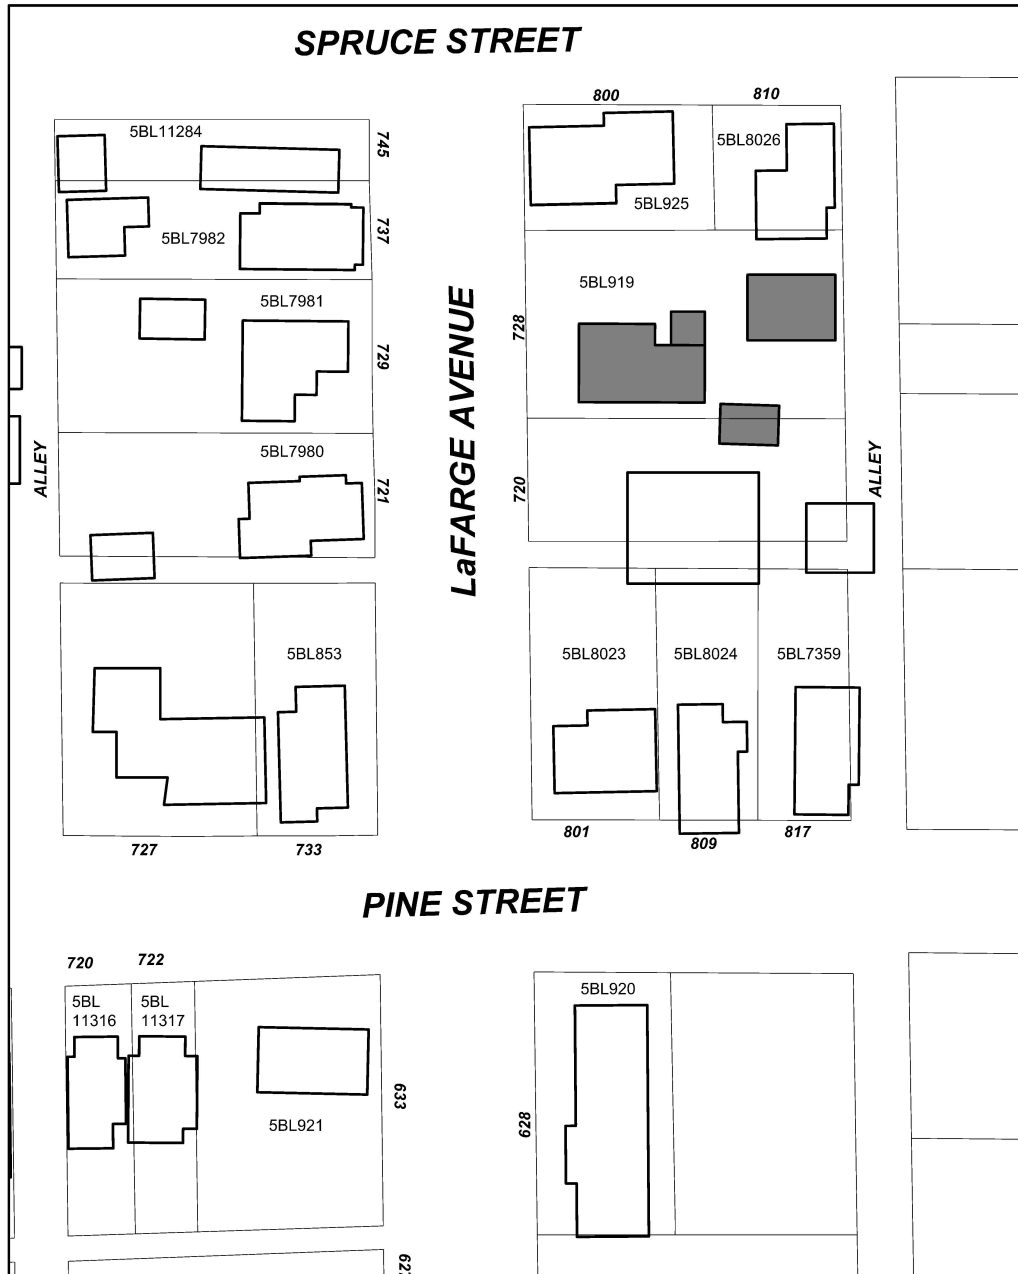 SPRUCE STREET
800
810
5BL11284
745
5BL8026
5BL925
5BL7982
737
5BL919
5BL7981
728
729
LaFARGE AVENUE
5BL7980
721
720
ALLEY
ALLEY
5BL853
5BL8023
5BL8024
5BL7359
727
733
801
809
817
PINE STREET
720
722
5BL
11316
5BL
11317
5BL920
633
5BL921
628